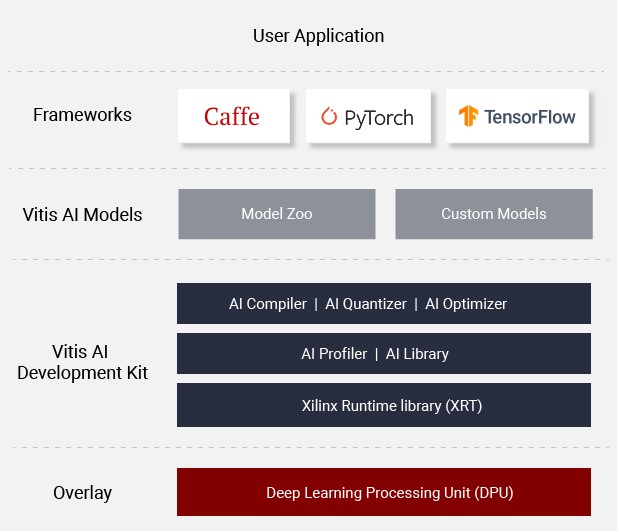 User Application
Frameworks
Caffe
PyTorch
TensorFlow
Vitis AI Models
Model Zoo
Custom Models
Vitis AI
Development Kit
AI Compiler | AI Quantizer | AI Optimizer
AI Profiler | AI Library
Xilinx Runtime library (XRT)
Overlay
Deep Learning Processing Unit (DPU)